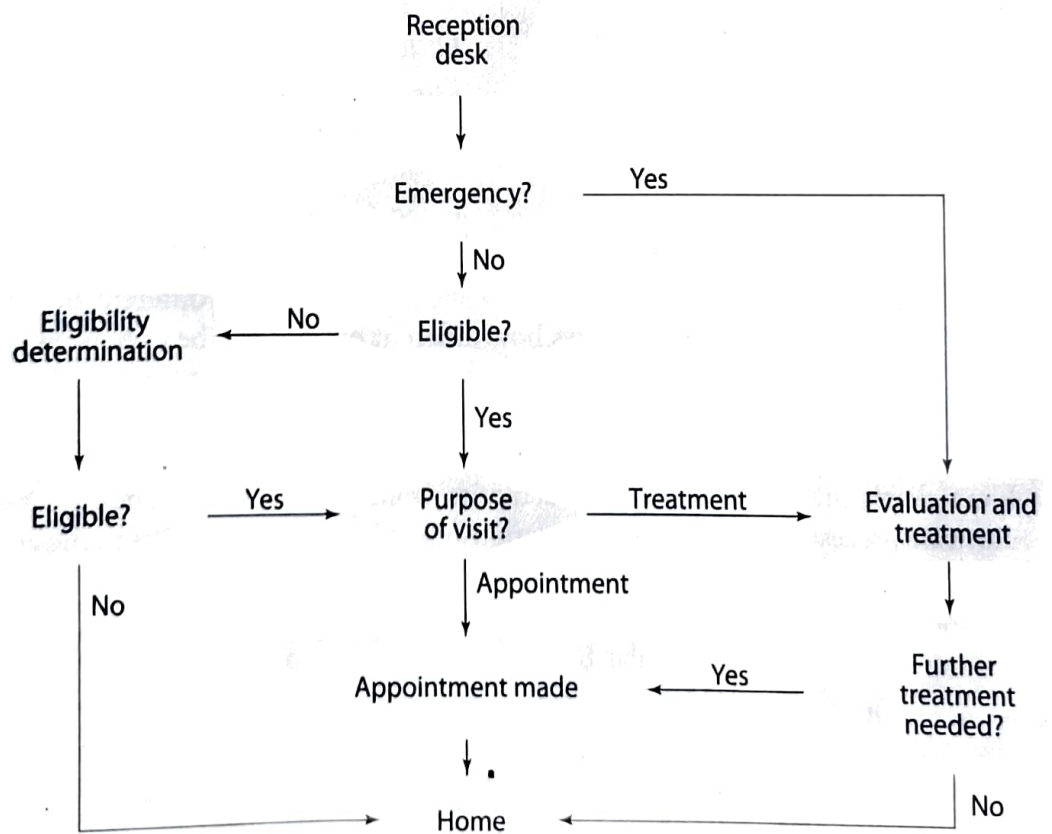 Reception
desk
Emergency?
Yes
No
Eligibility
determination
No
Eligible?
Yes
Eligible?
Yes
Purpose
of visit?
Treatment
Evaluation and
treatment
No
Appointment
Appointment made
Yes
Further
treatment
needed?
Home
No